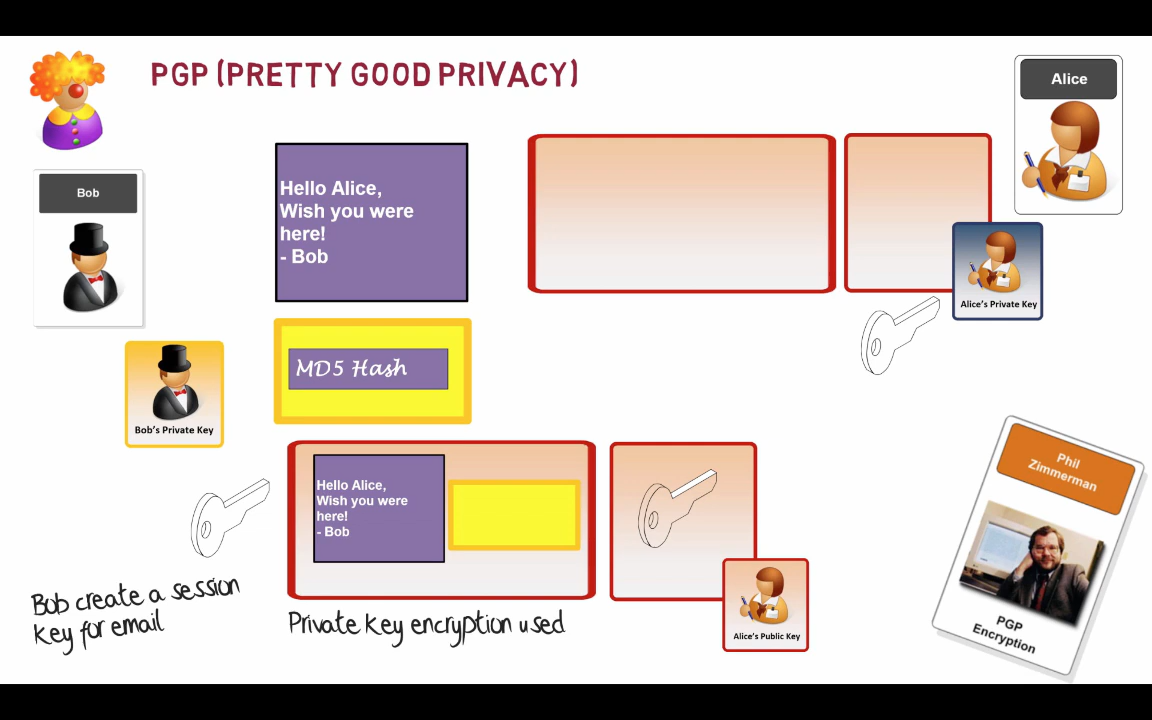 PGP (PRETTY GOOD PRIVACY)
Alice
Bob
Hello Alice,
Wish you were
here!
- Bob
Alice's Private Key
MD5 Hash
Bob's Private Key
Hello Alice,
Wish you were
here!
- Bob
Phil
Zimmerman
PGP
Encryption
Bob create a session
key for email
Private key encryption used
Alice's Public Key